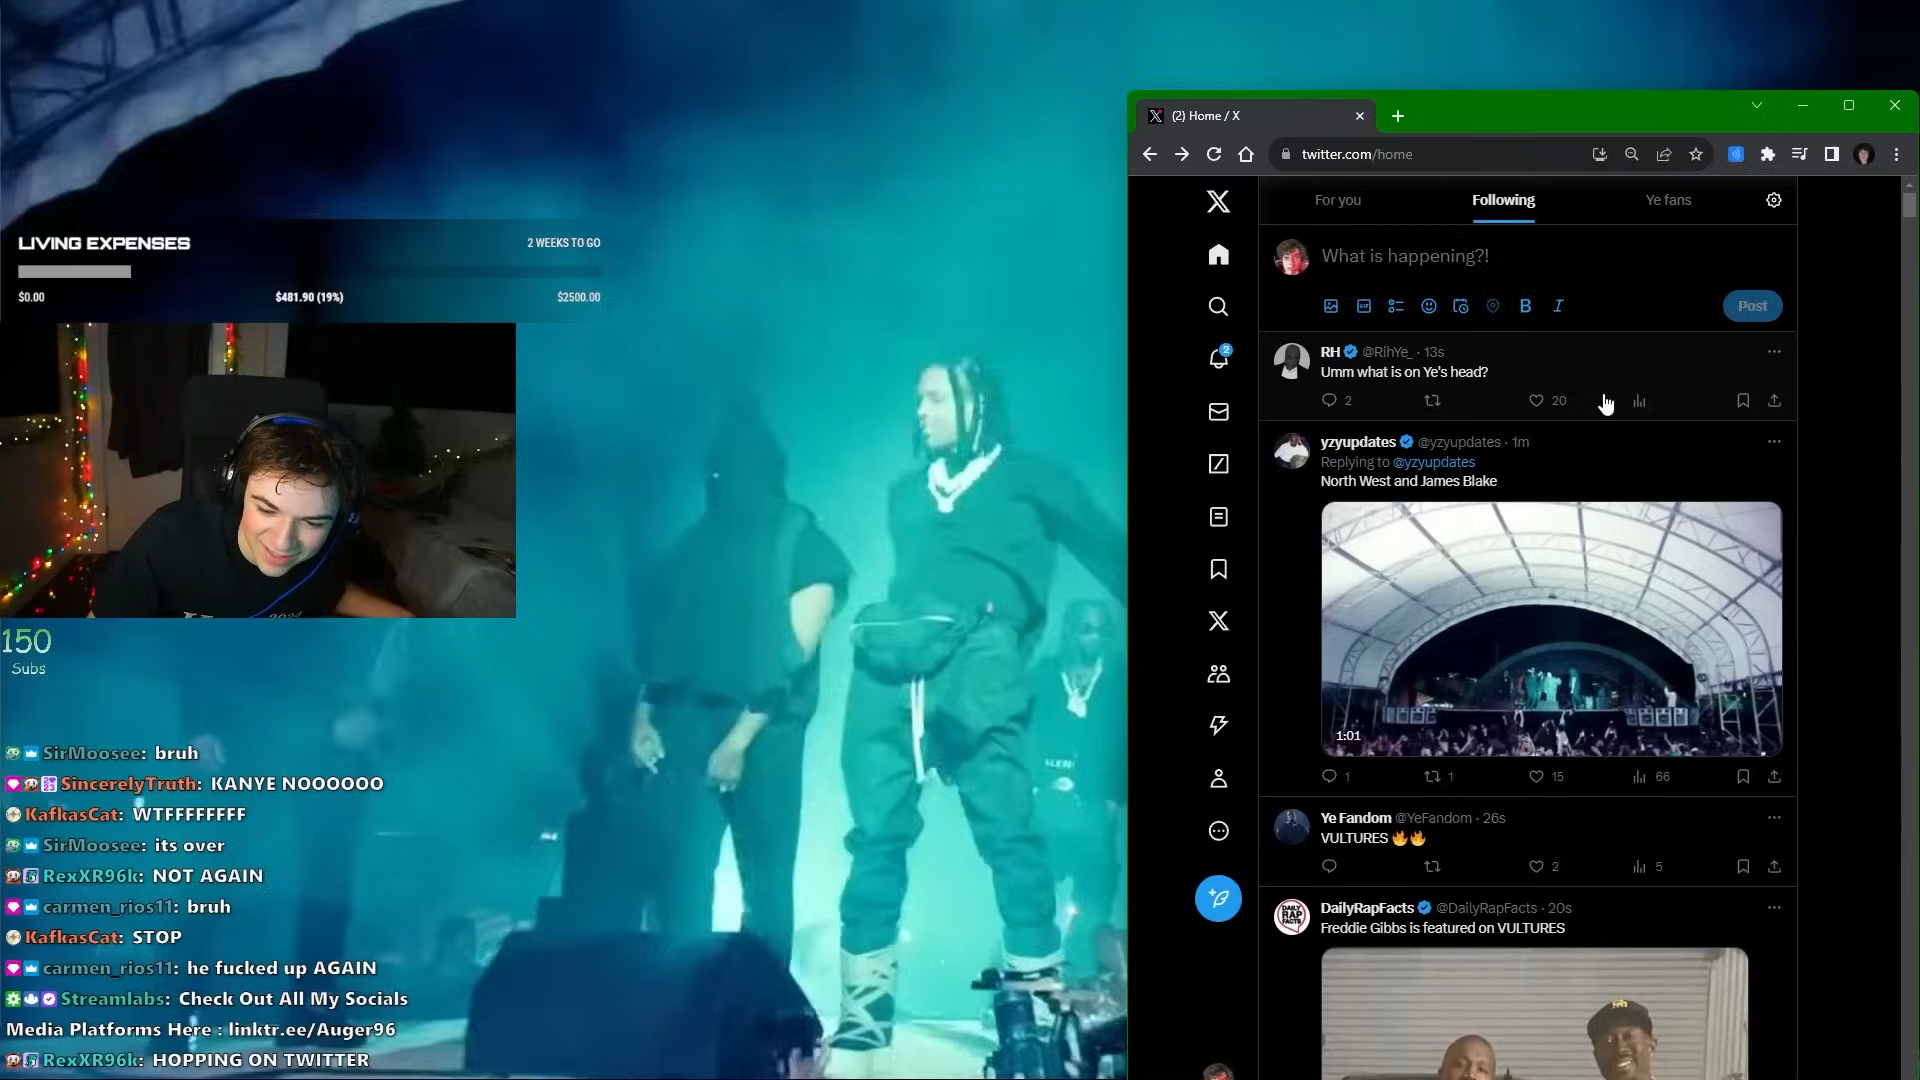 LIVING EXPENSES
2 WEEKS TO GO
$0.00
$481.90 (19%)
$2500.00
150
Subs
SirMoosee: bruh
SincerelyTruth: KANYE NOOOOOO
KafkasCat: WTFFFFFFFF
SirMoosee: its over
RexXR96k: NOT AGAIN
carmen_rios11: bruh
KafkasCat: STOP
carmen_rios11: he fucked up AGAIN
Streamlabs: Check Out All My Socials
Media Platforms Here : linktr.ee/Auger96
RexXR96k: HOPPING ON TWITTER
(2) Home / X
twitter.com/home
For you
Following
Ye fans
What is happening?!
GIF
B
I
Post
2
RH @RihYe_ · 13s
Umm what is on Ye's head?
2
20
yzyupdates @yzyupdates · 1m
Replying to @yzyupdates
North West and James Blake
1:01
1
1
15
66
Ye Fandom @YeFandom · 26s
VULTURES 🔥🔥
2
5
DAILY RAP FACTS
DailyRapFacts @DailyRapFacts · 20s
Freddie Gibbs is featured on VULTURES